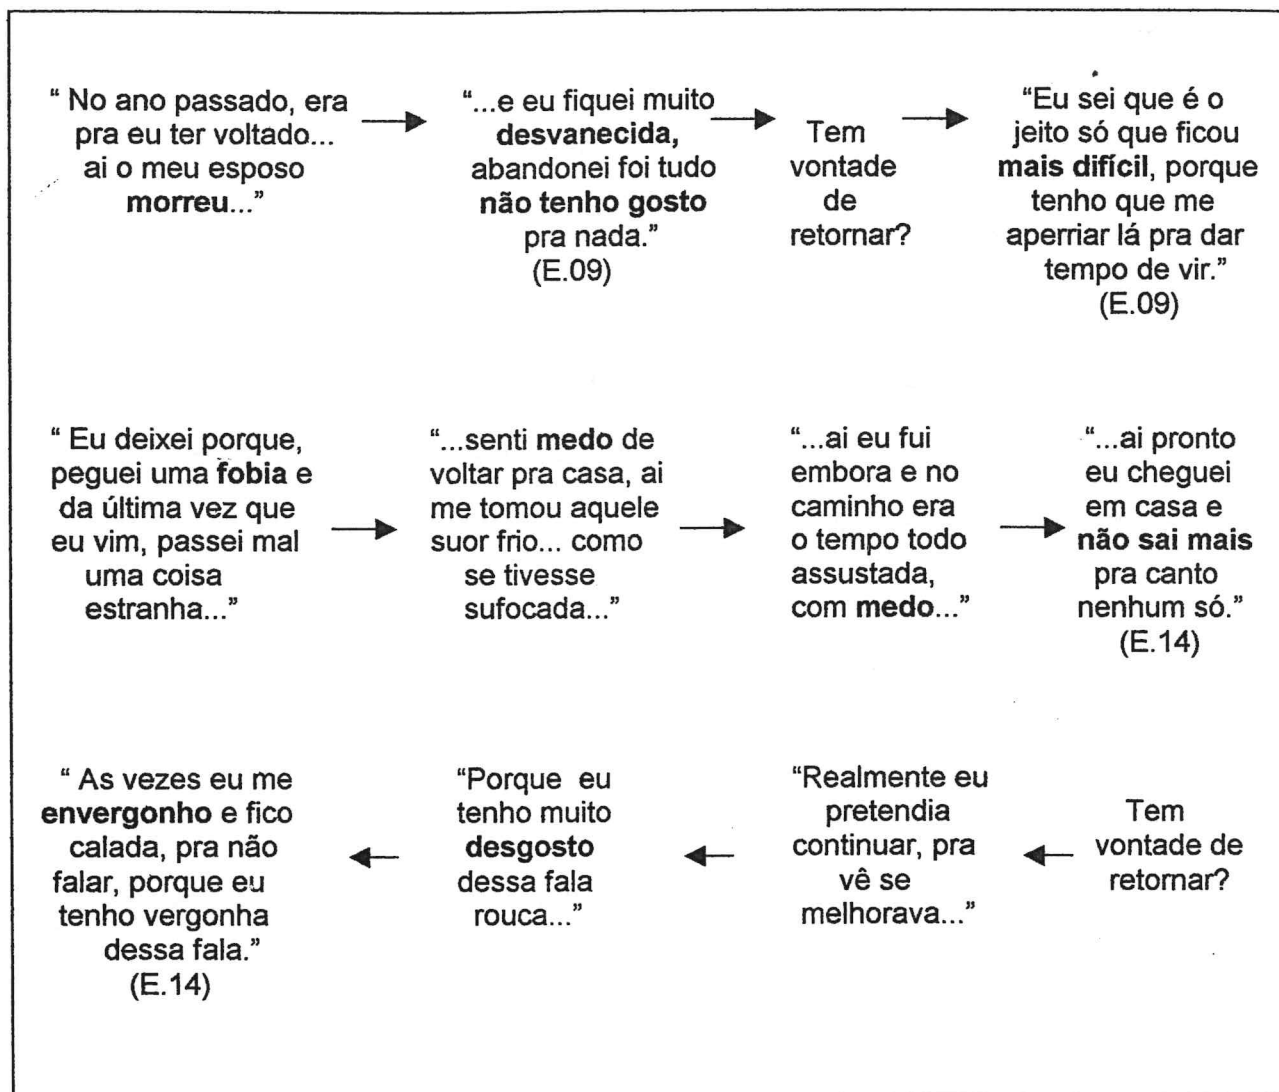 “ No ano passado, era
pra eu ter voltado...
ai o meu esposo
morreu...”
“...e eu fiquei muito
desvanecida,
abandonei foi tudo
não tenho gosto
pra nada.”
(E.09)
Tem
vontade
de
retornar?
“Eu sei que é o
jeito só que ficou
mais difícil, porque
tenho que me
aperriar lá pra dar
tempo de vir.”
(E.09)
“ Eu deixei porque,
peguei uma fobia e
da última vez que
eu vim, passei mal
uma coisa
estranha...”
“...senti medo de
voltar pra casa, ai
me tomou aquele
suor frio... como
se tivesse
sufocada...”
“...ai eu fui
embora e no
caminho era
o tempo todo
assustada,
com medo...”
“...ai pronto
eu cheguei
em casa e
não sai mais
pra canto
nenhum só.”
(E.14)
Tem
vontade de
retornar?
“Realmente eu
pretendia
continuar, pra
vê se
melhorava...”
“Porque eu
tenho muito
desgosto
dessa fala
rouca...”
“ As vezes eu me
envergonho e fico
calada, pra não
falar, porque eu
tenho vergonha
dessa fala.”
(E.14)